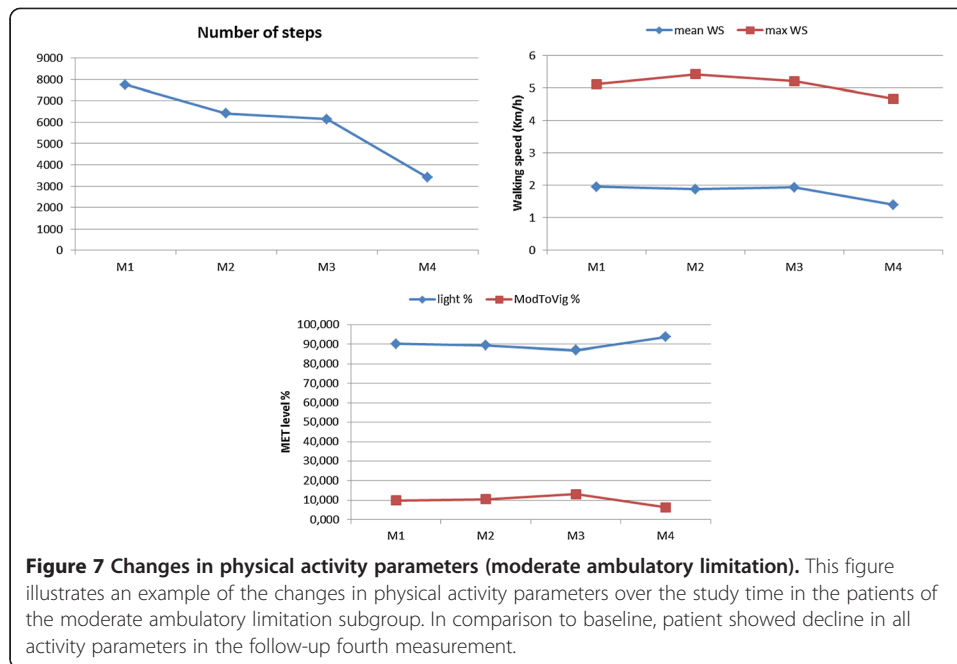 Number of steps
9000
8000
7000
6000
5000
4000
3000
2000
1000
0
M1 M2 M3 M4
mean WS max WS
Walking speed (Km/h)
6
5
4
3
2
1
0
M1 M2 M3 M4
light % ModToVig %
MET level %
100,000
90,000
80,000
70,000
60,000
50,000
40,000
30,000
20,000
10,000
0,000
M1 M2 M3 M4
Figure 7 Changes in physical activity parameters (moderate ambulatory limitation). This figure
illustrates an example of the changes in physical activity parameters over the study time in the patients of
the moderate ambulatory limitation subgroup. In comparison to baseline, patient showed decline in all
activity parameters in the follow-up fourth measurement.